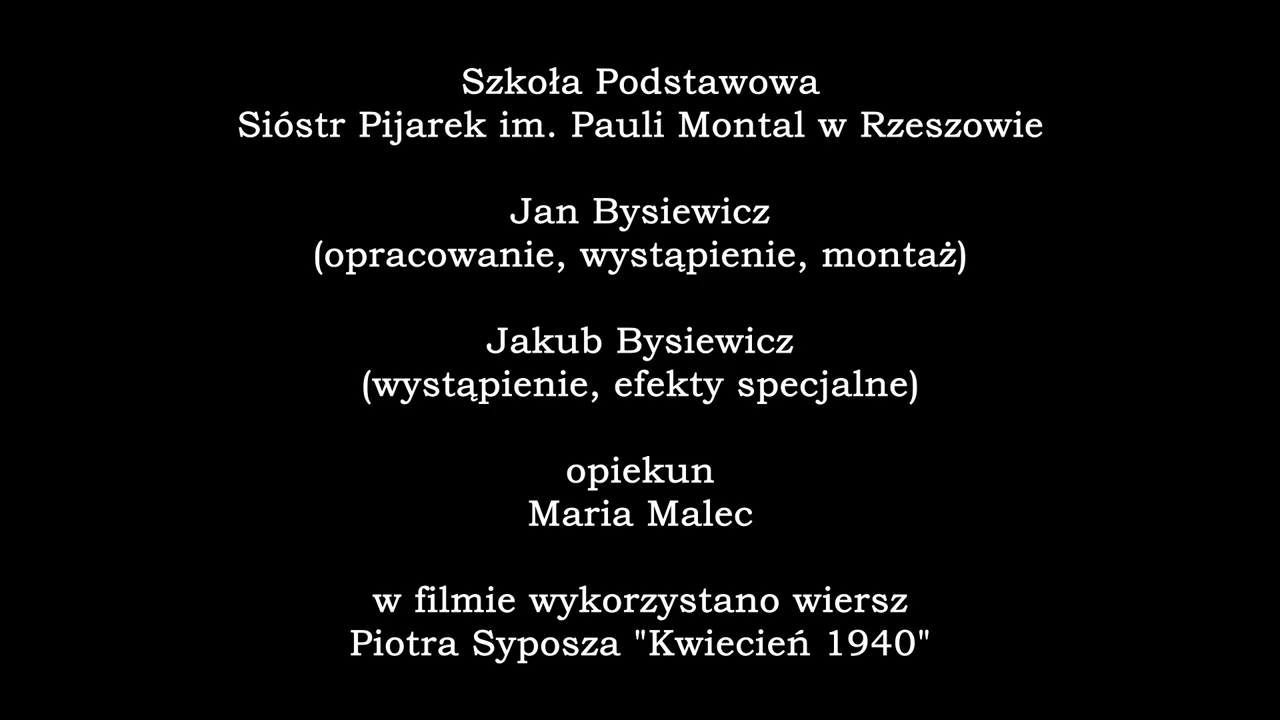 Szkoła Podstawowa
Sióstr Pijarek im. Pauli Montal w Rzeszowie
Jan Bysiewicz
(opracowanie, wystąpienie, montaż)
Jakub Bysiewicz
(wystąpienie, efekty specjalne)
opiekun
Maria Malec
w filmie wykorzystano wiersz
Piotra Syposza "Kwiecień 1940"